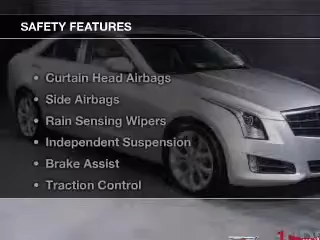 SAFETY FEATURES
• Curtain Head Airbags
• Side Airbags
• Rain Sensing Wipers
• Independent Suspension
• Brake Assist
• Traction Control